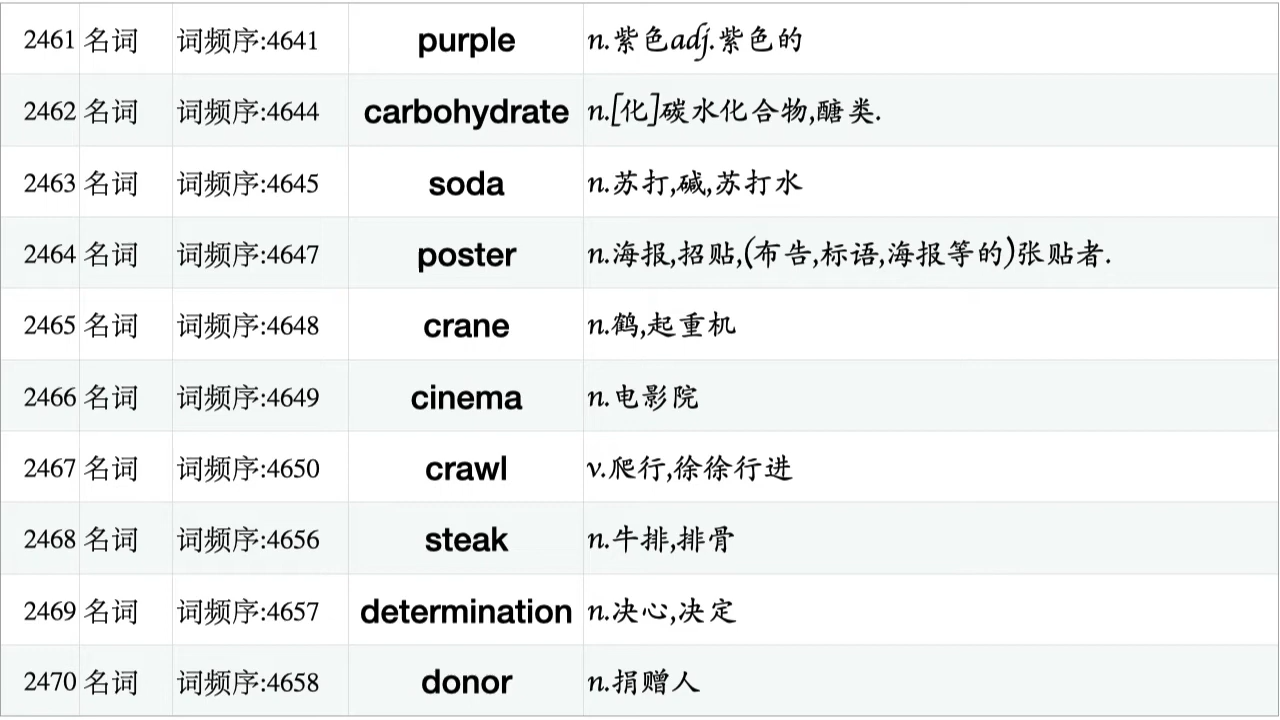 2461 名词 词频序:4641 purple n.紫色adj.紫色的
2462 名词 词频序:4644 carbohydrate n.[化]碳水化合物,醣类.
2463 名词 词频序:4645 soda n.苏打,碱,苏打水
2464 名词 词频序:4647 poster n.海报,招贴,(布告,标语,海报等的)张贴者.
2465 名词 词频序:4648 crane n.鹤,起重机
2466 名词 词频序:4649 cinema n.电影院
2467 名词 词频序:4650 crawl v.爬行,徐徐行进
2468 名词 词频序:4656 steak n.牛排,排骨
2469 名词 词频序:4657 determination n.决心,决定
2470 名词 词频序:4658 donor n.捐赠人